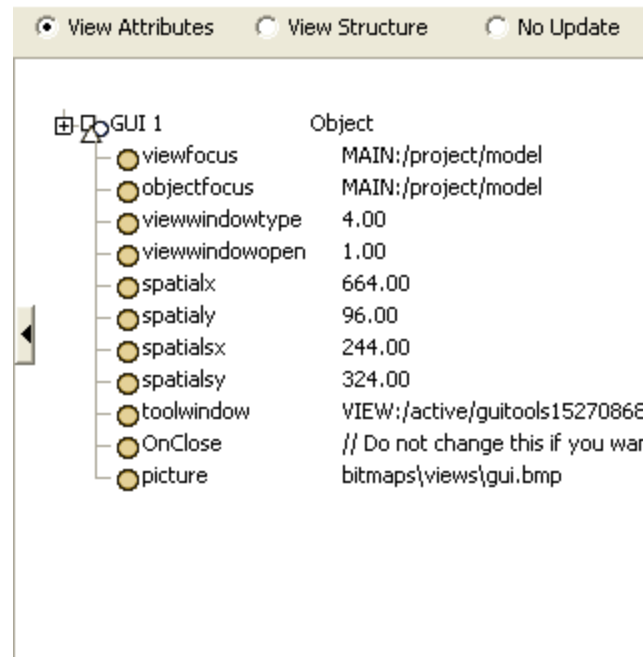 View Attributes View Structure No Update
GUI 1 Object
viewfocus MAIN:/project/model
objectfocus MAIN:/project/model
viewwindowtype 4.00
viewwindowopen 1.00
spatialx 664.00
spatialy 96.00
spatialsx 244.00
spatialsy 324.00
toolwindow VIEW:/active/guitools15270868
OnClose // Do not change this if you war
picture bitmaps\views\gui.bmp